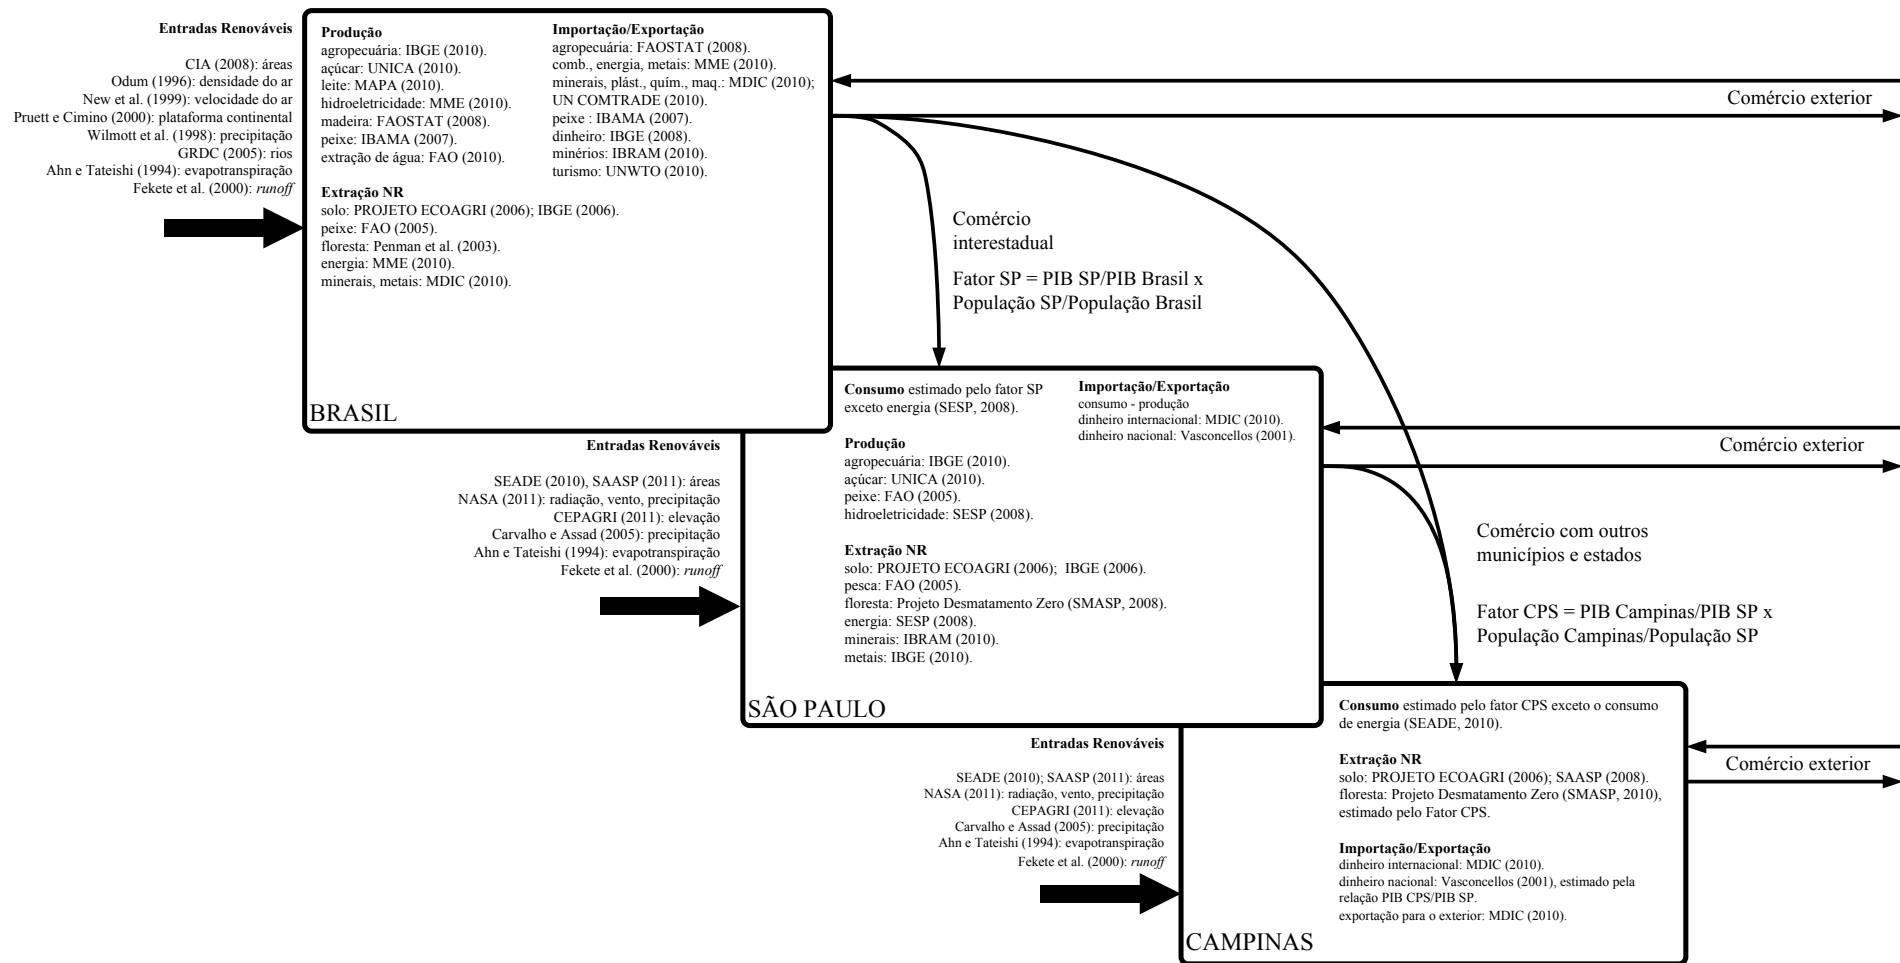 Entradas Renováveis
CIA (2008): áreas
Odum (1996): densidade do ar
New et al. (1999): velocidade do ar
Pruett e Cimino (2000): plataforma continental
Wilmott et al. (1998): precipitação
GRDC (2005): rios
Ahn e Tateishi (1994): evapotranspiração
Fekete et al. (2000): runoff
Produção
agropecuária: IBGE (2010).
açúcar: UNICA (2010).
leite: MAPA (2010).
hidroeletricidade: MME (2010).
madeira: FAOSTAT (2008).
peixe: IBAMA (2007).
extração de água: FAO (2010).
Extração NR
solo: PROJETO ECOAGRI (2006); IBGE (2006).
peixe: FAO (2005).
floresta: Penman et al. (2003).
energia: MME (2010).
minerais, metais: MDIC (2010).
Importação/Exportação
agropecuária: FAOSTAT (2008).
comb., energia, metais: MME (2010).
minerais, plást., quím., maq.: MDIC (2010);
UN COMTRADE (2010).
peixe : IBAMA (2007).
dinheiro: IBGE (2008).
minérios: IBRAM (2010).
turismo: UNWTO (2010).
BRASIL
Comércio exterior
Comércio
interestadual
Fator SP = PIB SP/PIB Brasil x
População SP/População Brasil
Entradas Renováveis
SEADE (2010), SAASP (2011): áreas
NASA (2011): radiação, vento, precipitação
CEPAGRI (2011): elevação
Carvalho e Assad (2005): precipitação
Ahn e Tateishi (1994): evapotranspiração
Fekete et al. (2000): runoff
Consumo estimado pelo fator SP
exceto energia (SESP, 2008).
Produção
agropecuária: IBGE (2010).
açúcar: UNICA (2010).
peixe: FAO (2005).
hidroeletricidade: SESP (2008).
Extração NR
solo: PROJETO ECOAGRI (2006);  IBGE (2006).
pesca: FAO (2005).
floresta: Projeto Desmatamento Zero (SMASP, 2008).
energia: SESP (2008).
minerais: IBRAM (2010).
metais: IBGE (2010).
Importação/Exportação
consumo - produção
dinheiro internacional: MDIC (2010).
dinheiro nacional: Vasconcellos (2001).
SÃO PAULO
Comércio exterior
Comércio com outros
municípios e estados
Fator CPS = PIB Campinas/PIB SP x
População Campinas/População SP
Entradas Renováveis
SEADE (2010); SAASP (2011): áreas
NASA (2011): radiação, vento, precipitação
CEPAGRI (2011): elevação
Carvalho e Assad (2005): precipitação
Ahn e Tateishi (1994): evapotranspiração
Fekete et al. (2000): runoff
Consumo estimado pelo fator CPS exceto o consumo
de energia (SEADE, 2010).
Extração NR
solo: PROJETO ECOAGRI (2006); SAASP (2008).
floresta: Projeto Desmatamento Zero (SMASP, 2010),
estimado pelo Fator CPS.
Importação/Exportação
dinheiro internacional: MDIC (2010).
dinheiro nacional: Vasconcellos (2001), estimado pela
relação PIB CPS/PIB SP.
exportação para o exterior: MDIC (2010).
CAMPINAS
Comércio exterior